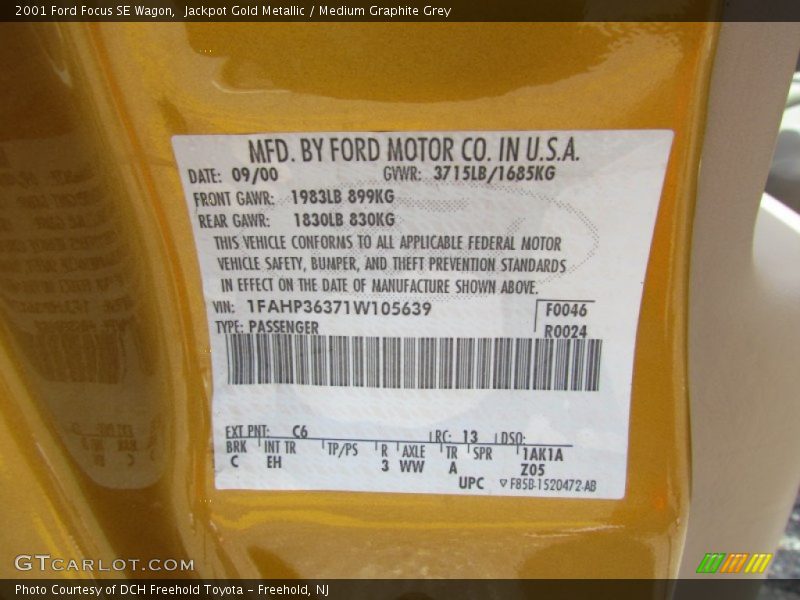 2001 Ford Focus SE Wagon,  Jackpot Gold Metallic / Medium Graphite Grey
MFD. BY FORD MOTOR CO. IN U.S.A.
DATE: 09/00 GVWR: 3715LB/1685KG
FRONT GAWR: 1983LB 899KG
REAR GAWR: 1830LB 830KG
THIS VEHICLE CONFORMS TO ALL APPLICABLE FEDERAL MOTOR
VEHICLE SAFETY, BUMPER, AND THEFT PREVENTION STANDARDS
IN EFFECT ON THE DATE OF MANUFACTURE SHOWN ABOVE.
VIN: 1FAHP36371W105639 F0046
TYPE: PASSENGER R0024
EXT PNT: C6 RC: 13 DSO:
BRK INT TR TP/PS R AXLE TR SPR 1AK1A
C EH 3 WW A Z05
UPC ▽F85B-1520472-AB
GTCARLOT.COM
Photo Courtesy of DCH Freehold Toyota - Freehold, NJ